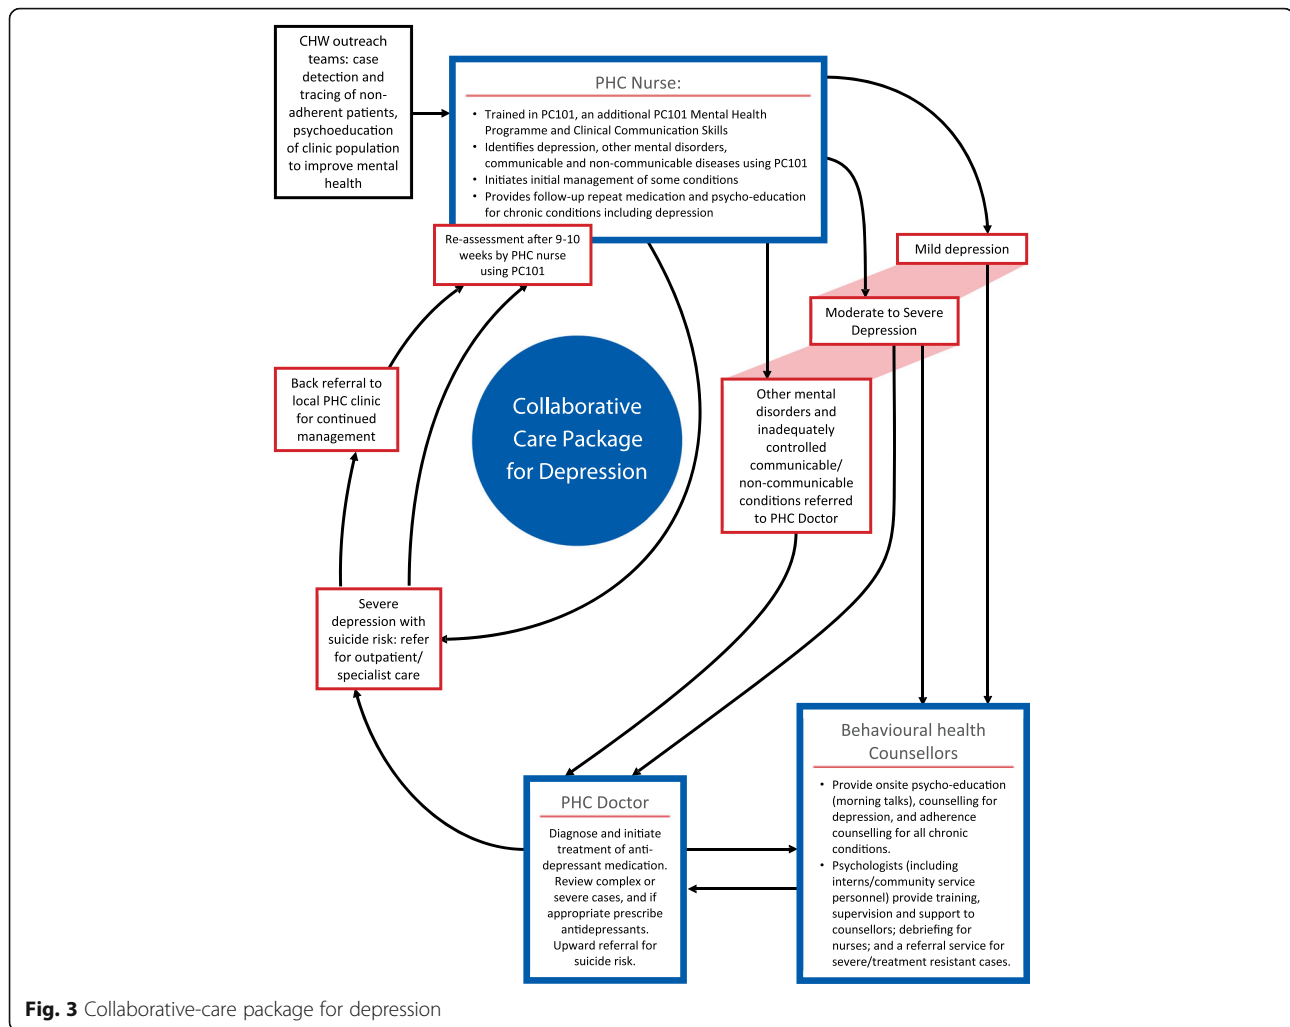 CHW outreach
teams: case
detection and
tracing of non-
adherent patients,
psychoeducation
of clinic population
to improve mental
health
PHC Nurse:
• Trained in PC101, an additional PC101 Mental Health
Programme and Clinical Communication Skills
• Identifies depression, other mental disorders,
communicable and non-communicable diseases using PC101
• Initiates initial management of some conditions
• Provides follow-up repeat medication and psycho-education
for chronic conditions including depression
Re-assessment after 9-10
weeks by PHC nurse
using PC101
Mild depression
Moderate to Severe
Depression
Back referral to
local PHC clinic
for continued
management
Collaborative
Care Package
for Depression
Other mental
disorders and
inadequately
controlled
communicable/
non-communicable
conditions referred
to PHC Doctor
Severe
depression with
suicide risk: refer
for outpatient/
specialist care
PHC Doctor
Diagnose and initiate
treatment of anti-
depressant medication.
Review complex or
severe cases, and if
appropriate prescribe
antidepressants.
Upward referral for
suicide risk.
Behavioural health
Counsellors
• Provide onsite psycho-education
(morning talks), counselling for
depression, and adherence
counselling for all chronic
conditions.
• Psychologists (including
interns/community service
personnel) provide training,
supervision and support to
counsellors; debriefing for
nurses; and a referral service for
severe/treatment resistant cases.
Fig. 3 Collaborative-care package for depression